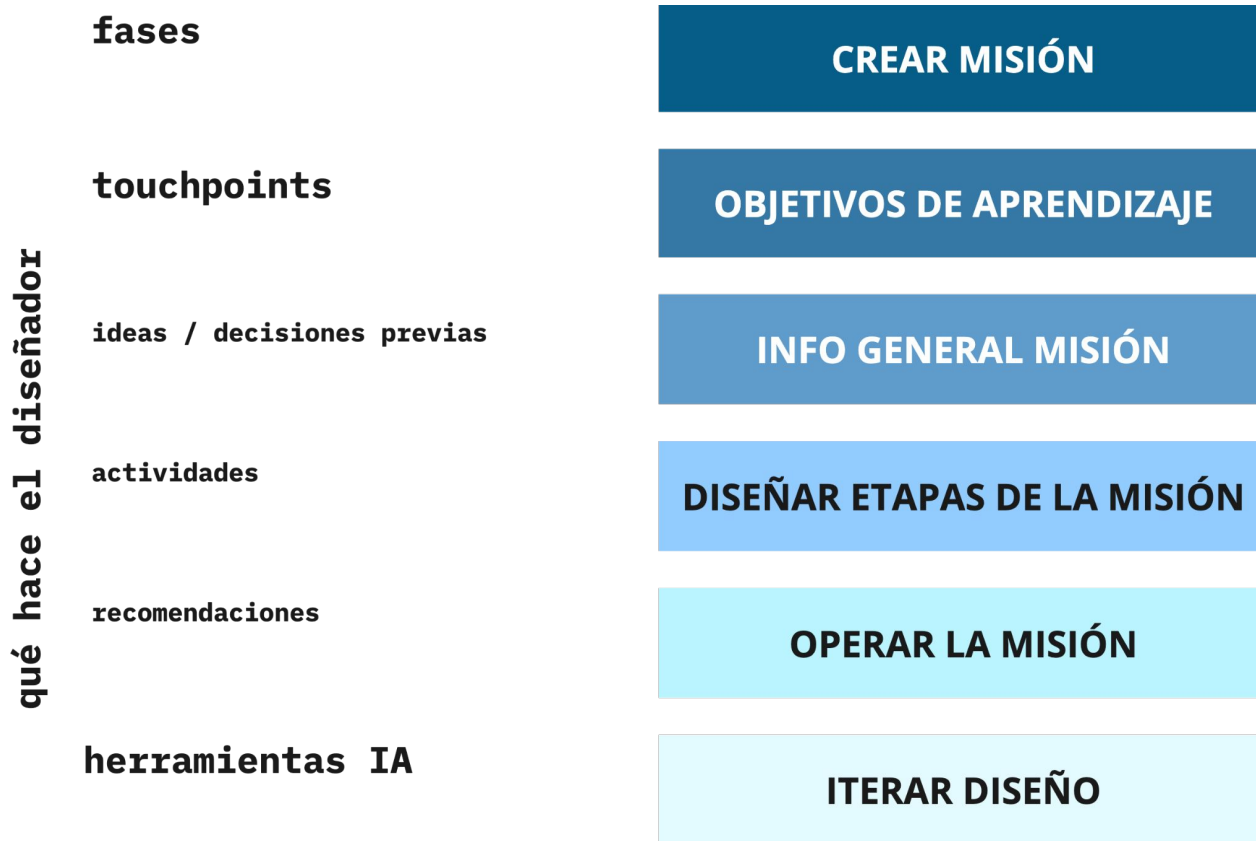 fases
CREAR MISIÓN
touchpoints
OBJETIVOS DE APRENDIZAJE
ideas / decisiones previas
INFO GENERAL MISIÓN
qué hace el diseñador
actividades
DISEÑAR ETAPAS DE LA MISIÓN
recomendaciones
OPERAR LA MISIÓN
herramientas IA
ITERAR DISEÑO